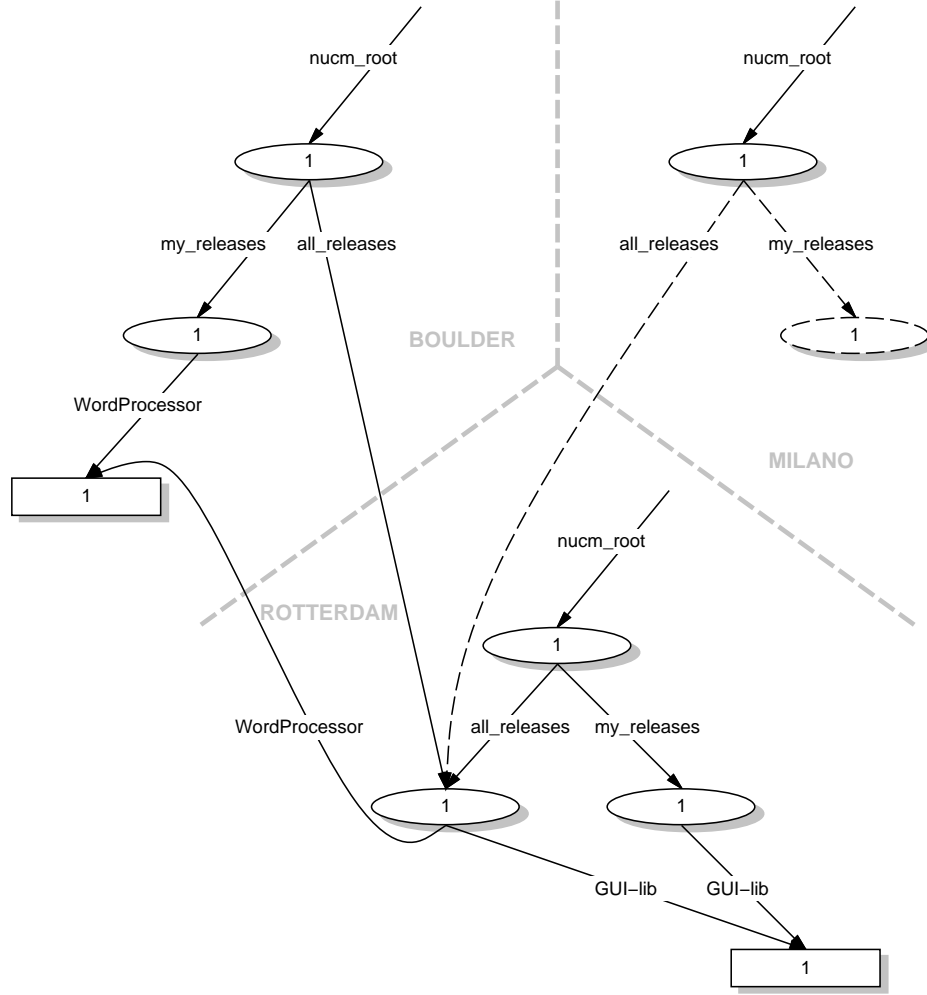 nucm_root
nucm_root
1
1
my_releases
all_releases
all_releases
my_releases
1
1
BOULDER
WordProcessor
MILANO
1
nucm_root
ROTTERDAM
1
WordProcessor
all_releases
my_releases
1
1
GUI−lib
GUI−lib
1